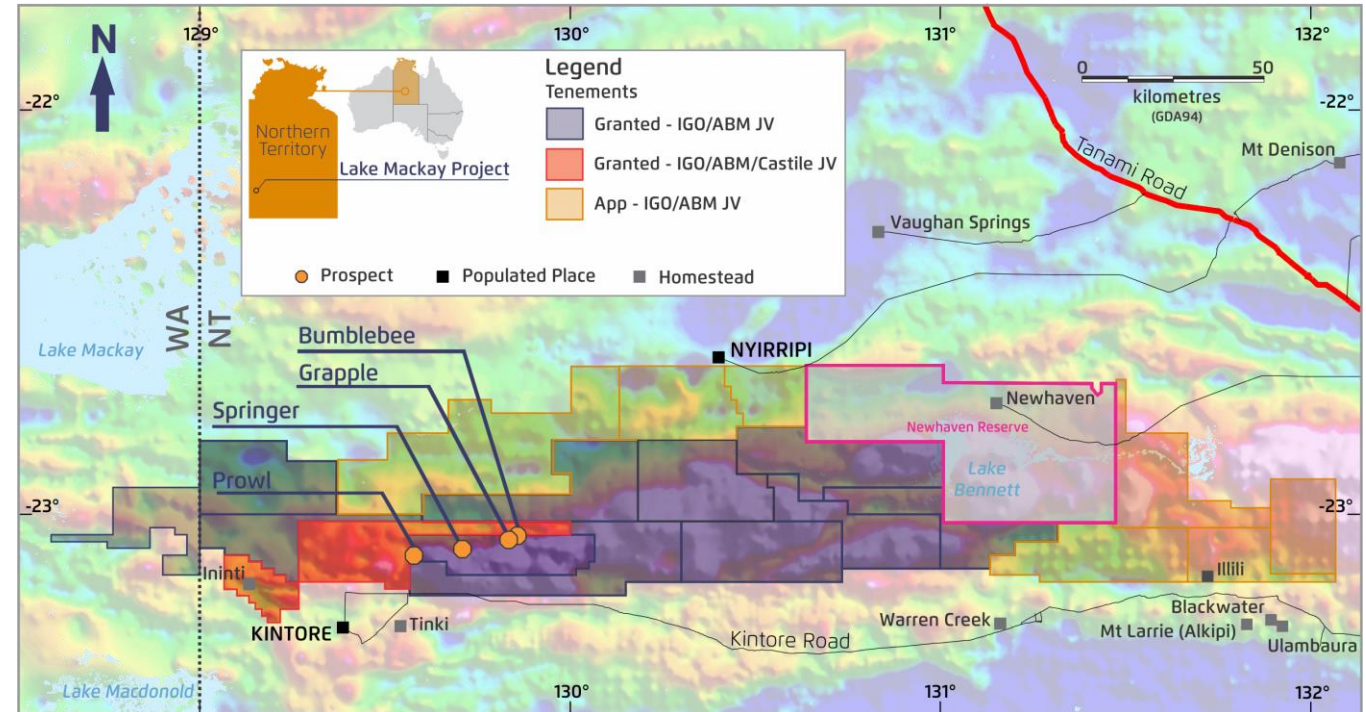 129°
130°
131°
132°
N
-22°
-22°
Legend
Tenements
Granted - IGO/ABM JV
Granted - IGO/ABM/Castile JV
App - IGO/ABM JV
Northern
Territory
Lake Mackay Project
Prospect
Populated Place
Homestead
0
50
kilometres
(GDA94)
Tanami Road
Mt Denison
Vaughan Springs
WA
NT
Lake Mackay
Bumblebee
Grapple
Springer
Prowl
NYIRRIPI
Newhaven
Newhaven Reserve
Lake
Bennett
-23°
-23°
Ininti
KINTORE
Tinki
Kintore Road
Warren Creek
Illili
Blackwater
Mt Larrie (Alkipi)
Ulambaura
Lake Macdonold
130°
131°
132°